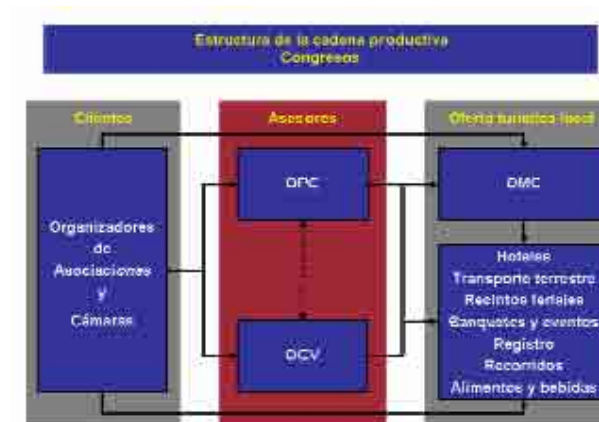 Estructura de la cadena productiva
Congresos
Clientes
Asesores
Oferta turística local
Organizadores
de
Asociaciones
y
Cámaras
OPC
OCV
DMC
Hoteles
Transporte terrestre
Recintos feriales
Banquetes y eventos
Registro
Recorridos
Alimentos y bebidas